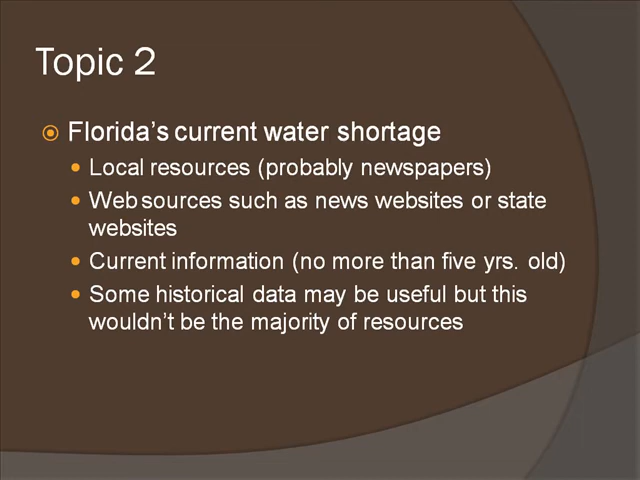 Topic 2
Florida's current water shortage
Local resources (probably newspapers)
Web sources such as news websites or state
websites
Current information (no more than five yrs. old)
Some historical data may be useful but this
wouldn't be the majority of resources